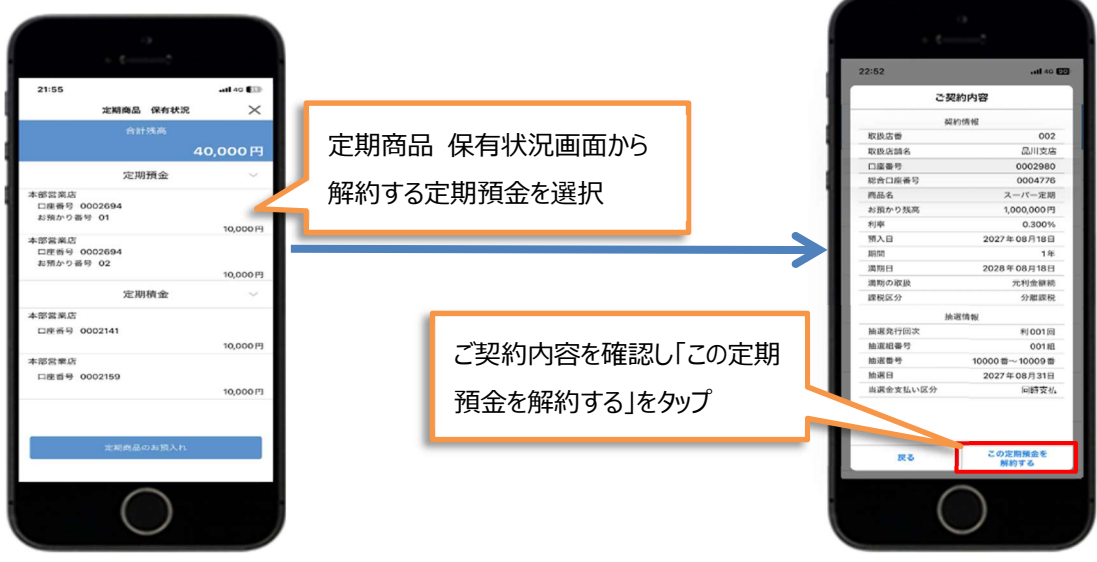 21:55
4G
定期商品 保有状況
合計残高
40,000円
定期預金
本部営業店
口座番号 0002694
お預かり番号 01
10,000円
本部営業店
口座番号 0002694
お預かり番号 02
10,000円
定期積金
本部営業店
口座番号 0002141
10,000円
本部営業店
口座番号 0002159
10,000円
定期商品のお預入れ
定期商品 保有状況画面から
解約する定期預金を選択
ご契約内容を確認し「この定期
預金を解約する」をタップ
22:52
4G
ご契約内容
契約情報
取扱店番 002
取扱店舗名 品川支店
口座番号 0002980
総合口座番号 0004776
商品名 スーパー定期
お預かり残高 1,000,000円
利率 0.300%
預入日 2027年08月18日
期間 1年
満期日 2028年08月18日
満期の取扱 元利金継続
課税区分 分離課税
抽選情報
抽選発行回次 利001回
抽選組番号 001組
抽選番号 10000番～10009番
抽選日 2027年08月31日
当選金支払い区分 同時支払
戻る
この定期預金を
解約する